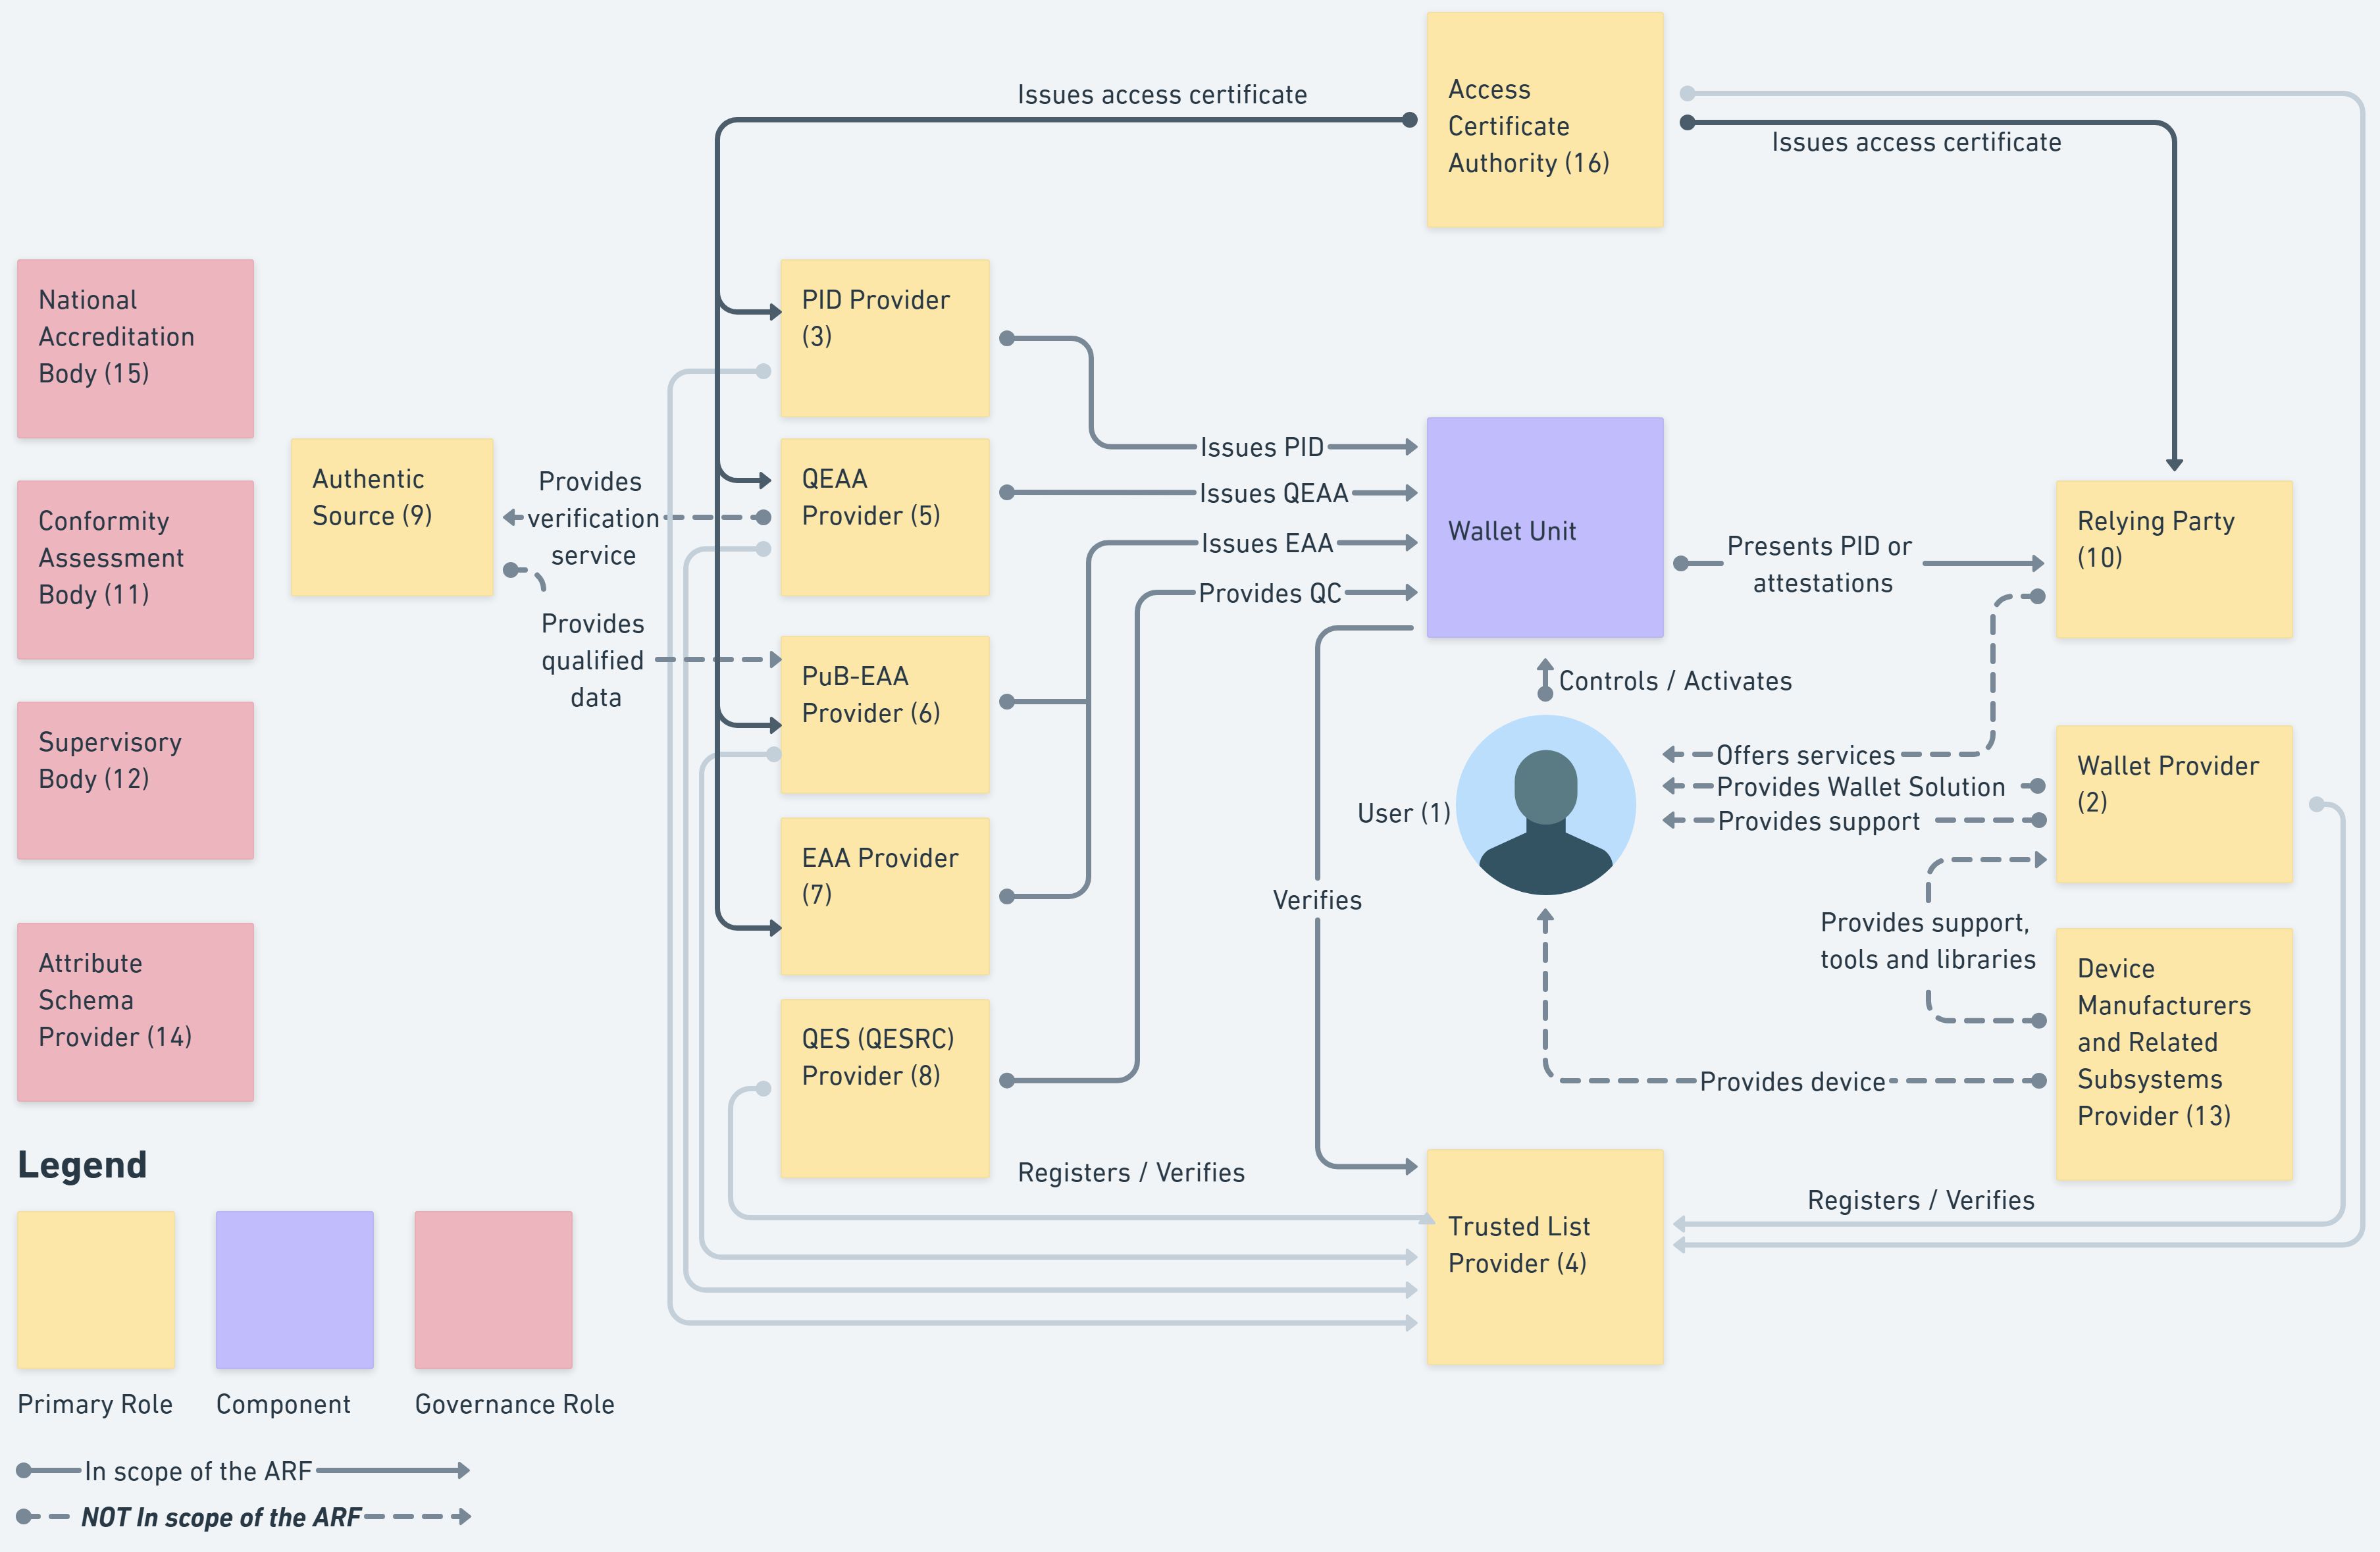 Issues access certificate
Access
Certificate
Authority (16)
Issues access certificate
National
Accreditation
Body (15)
Conformity
Assessment
Body (11)
Supervisory
Body (12)
Attribute
Schema
Provider (14)
Authentic
Source (9)
Provides
verification
service
Provides
qualified
data
PID Provider
(3)
QEAA
Provider (5)
PuB-EAA
Provider (6)
EAA Provider
(7)
QES (QESRC)
Provider (8)
Issues PID
Issues QEAA
Issues EAA
Provides QC
Wallet Unit
Presents PID or
attestations
Relying Party
(10)
Controls / Activates
User (1)
Offers services
Provides Wallet Solution
Provides support
Wallet Provider
(2)
Provides support,
tools and libraries
Device
Manufacturers
and Related
Subsystems
Provider (13)
Provides device
Verifies
Registers / Verifies
Trusted List
Provider (4)
Registers / Verifies
Legend
Primary Role
Component
Governance Role
In scope of the ARF
NOT In scope of the ARF